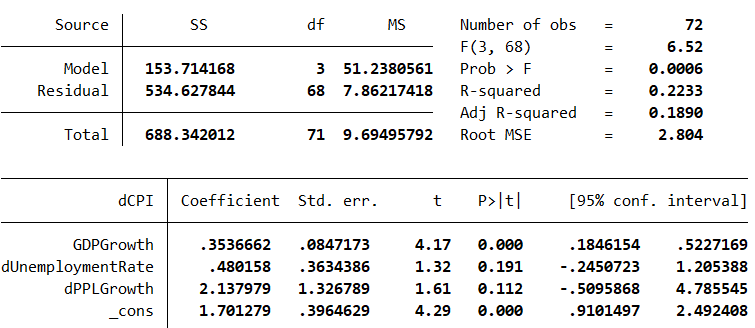 Source SS df MS Number of obs = 72
F(3, 68) = 6.52
Model 153.714168 3 51.2380561 Prob > F = 0.0006
Residual 534.627844 68 7.86217418 R-squared = 0.2233
Adj R-squared = 0.1890
Total 688.342012 71 9.69495792 Root MSE = 2.804
dCPI Coefficient Std. err. t P>|t| [95% conf. interval]
GDPGrowth .3536662 .0847173 4.17 0.000 .1846154 .5227169
dUnemploymentRate .480158 .3634386 1.32 0.191 -.2450723 1.205388
dPPLGrowth 2.137979 1.326789 1.61 0.112 -.5095868 4.785545
_cons 1.701279 .3964629 4.29 0.000 .9101497 2.492408